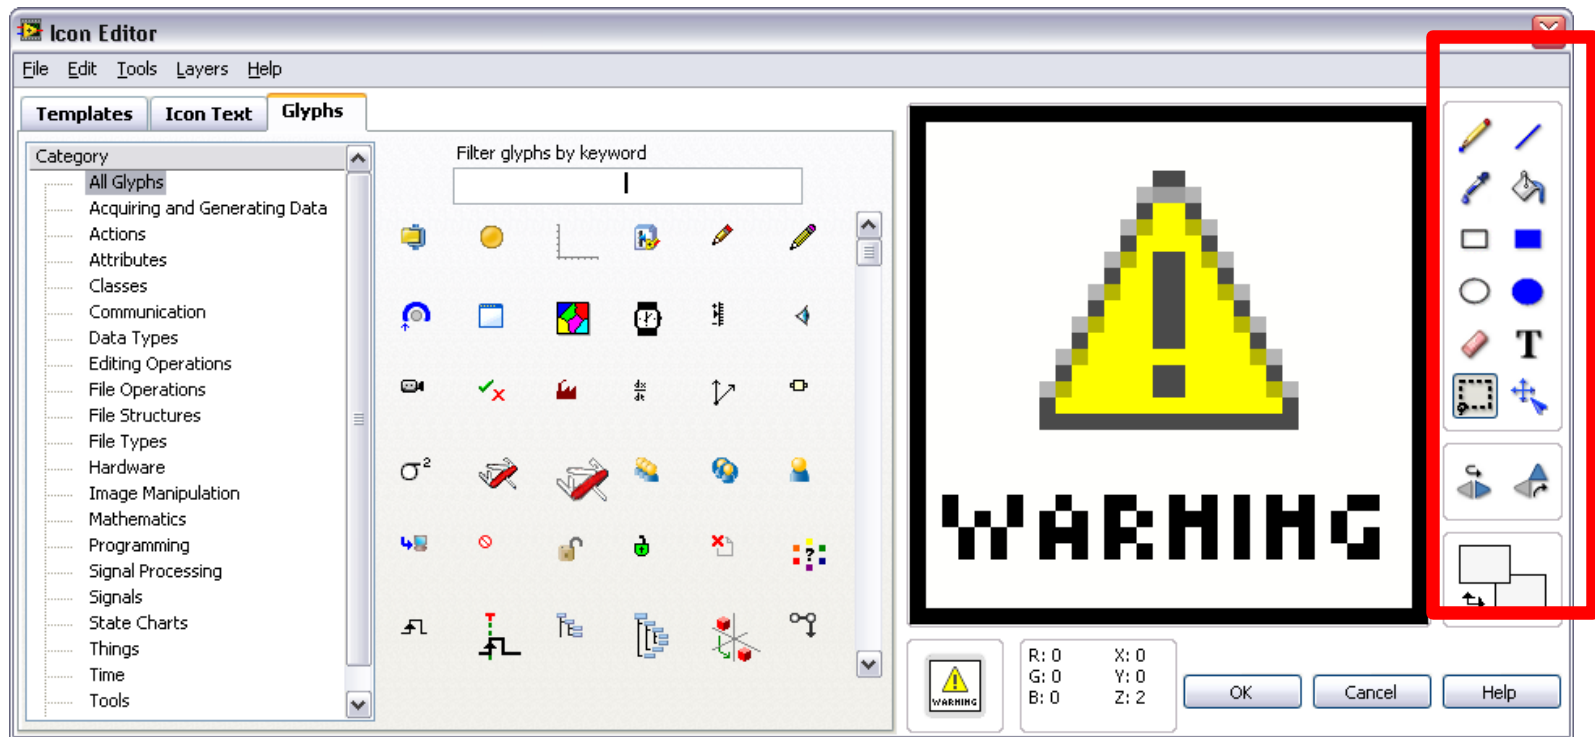 Icon Editor
File Edit Tools Layers Help
Templates Icon Text Glyphs
Category
All Glyphs
Acquiring and Generating Data
Actions
Attributes
Classes
Communication
Data Types
Editing Operations
File Operations
File Structures
File Types
Hardware
Image Manipulation
Mathematics
Programming
Signal Processing
Signals
State Charts
Things
Time
Tools
Filter glyphs by keyword
dx
dt
σ²
?
T
!
WARNING
WARNING
R: 0 X: 0
G: 0 Y: 0
B: 0 Z: 2
OK Cancel Help